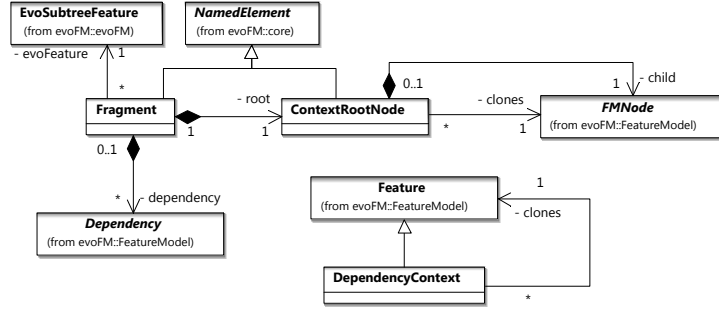 EvoSubtreeFeature
(from evoFM::evoFM)
NamedElement
(from evoFM::core)
- evoFeature
1
*
Fragment
1
- root
1
ContextRootNode
0..1
1
- child
- clones
*
1
FMNode
(from evoFM::FeatureModel)
0..1
*
- dependency
Dependency
(from evoFM::FeatureModel)
Feature
(from evoFM::FeatureModel)
1
- clones
DependencyContext
*